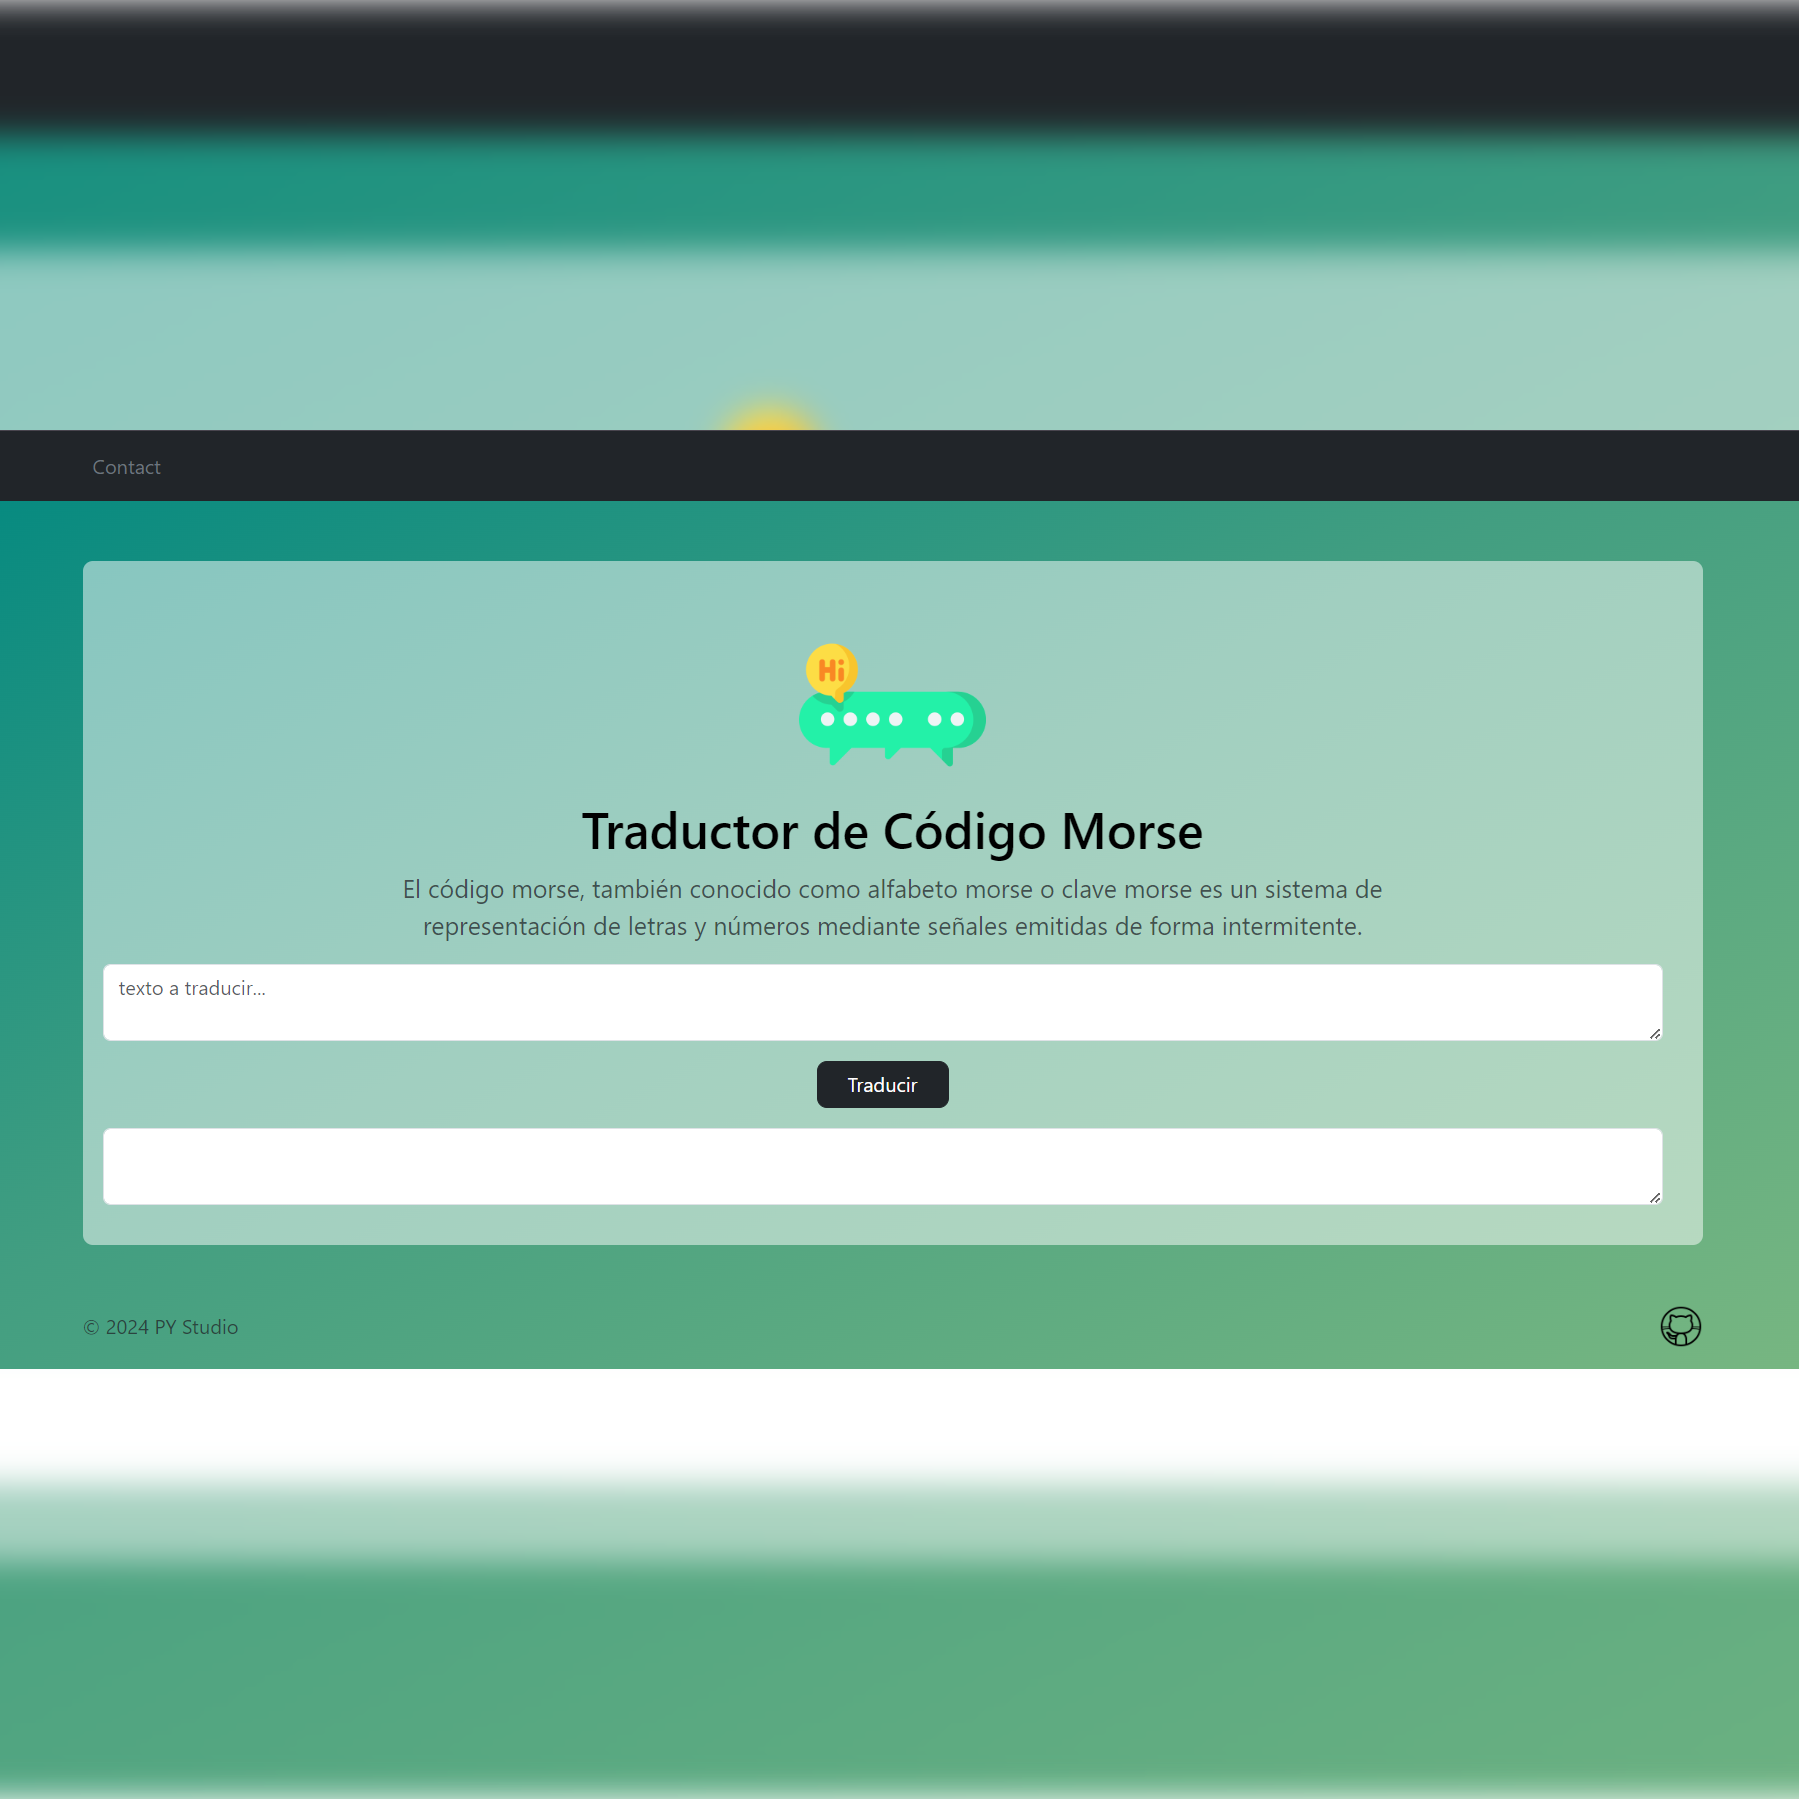 Contact
Hi
Traductor de Código Morse
El código morse, también conocido como alfabeto morse o clave morse es un sistema de
representación de letras y números mediante señales emitidas de forma intermitente.
texto a traducir...
Traducir
© 2024 PY Studio